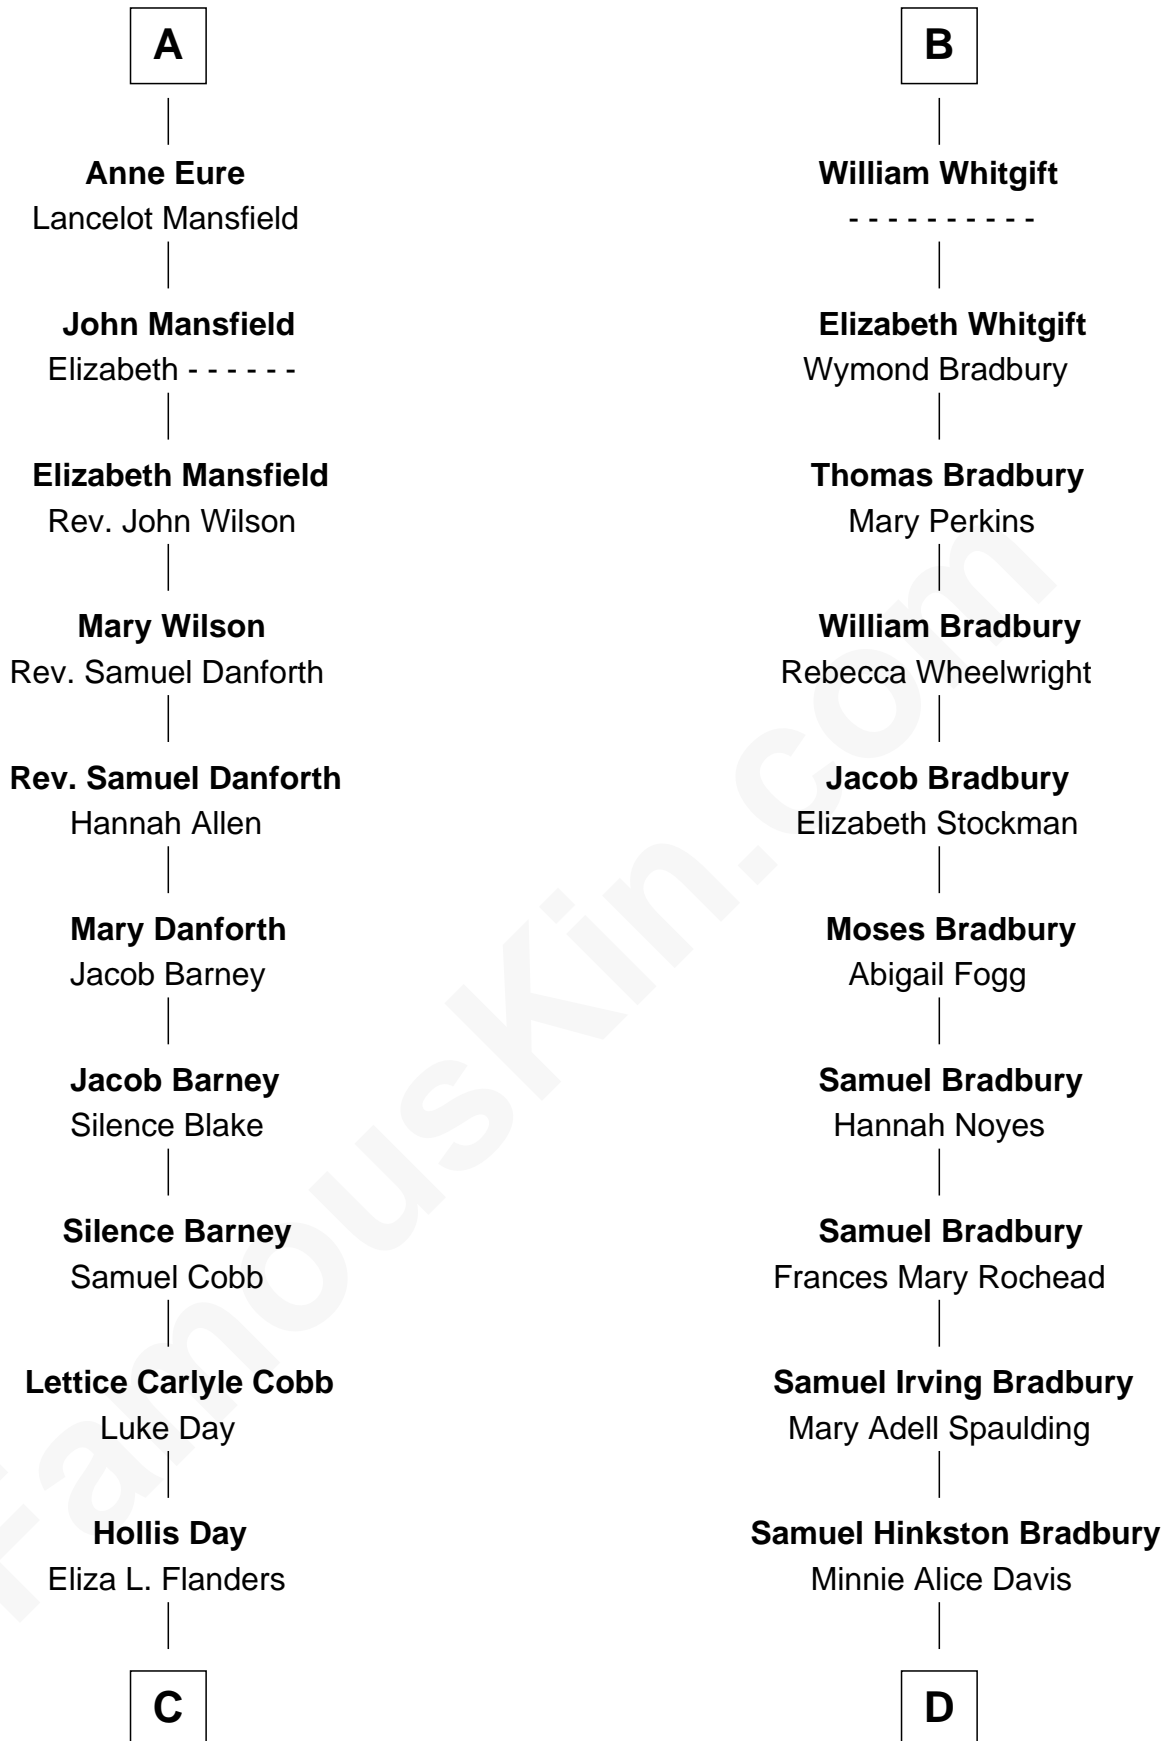 A
Anne Eure
Lancelot Mansfield
John Mansfield
Elizabeth - - - - - -
Elizabeth Mansfield
Rev. John Wilson
Mary Wilson
Rev. Samuel Danforth
Rev. Samuel Danforth
Hannah Allen
Mary Danforth
Jacob Barney
Jacob Barney
Silence Blake
Silence Barney
Samuel Cobb
Lettice Carlyle Cobb
Luke Day
Hollis Day
Eliza L. Flanders
C
B
William Whitgift
- - - - - - - - - -
Elizabeth Whitgift
Wymond Bradbury
Thomas Bradbury
Mary Perkins
William Bradbury
Rebecca Wheelwright
Jacob Bradbury
Elizabeth Stockman
Moses Bradbury
Abigail Fogg
Samuel Bradbury
Hannah Noyes
Samuel Bradbury
Frances Mary Rochead
Samuel Irving Bradbury
Mary Adell Spaulding
Samuel Hinkston Bradbury
Minnie Alice Davis
D
FamousKin.com